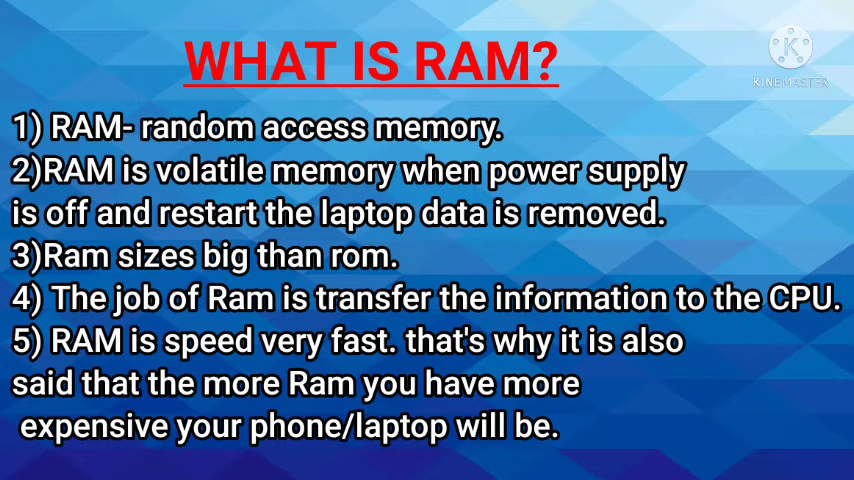 WHAT IS RAM?
KINEMASTER
1) RAM- random access memory.
2)RAM is volatile memory when power supply
is off and restart the laptop data is removed.
3)Ram sizes big than rom.
4) The job of Ram is transfer the information to the CPU.
5) RAM is speed very fast. that's why it is also
said that the more Ram you have more
expensive your phone/laptop will be.